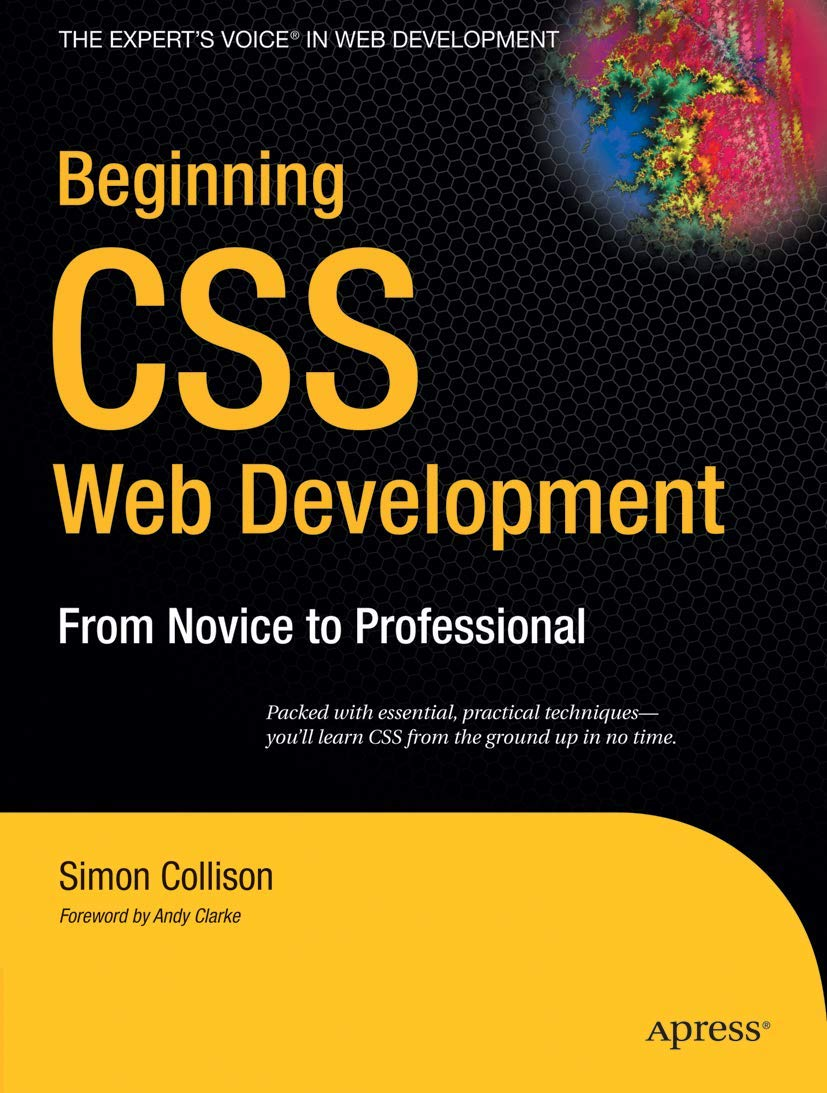 THE EXPERT'S VOICE® IN WEB DEVELOPMENT
Beginning
CSS
Web Development
From Novice to Professional
Packed with essential, practical techniques—
you'll learn CSS from the ground up in no time.
Simon Collison
Foreword by Andy Clarke
Apress®